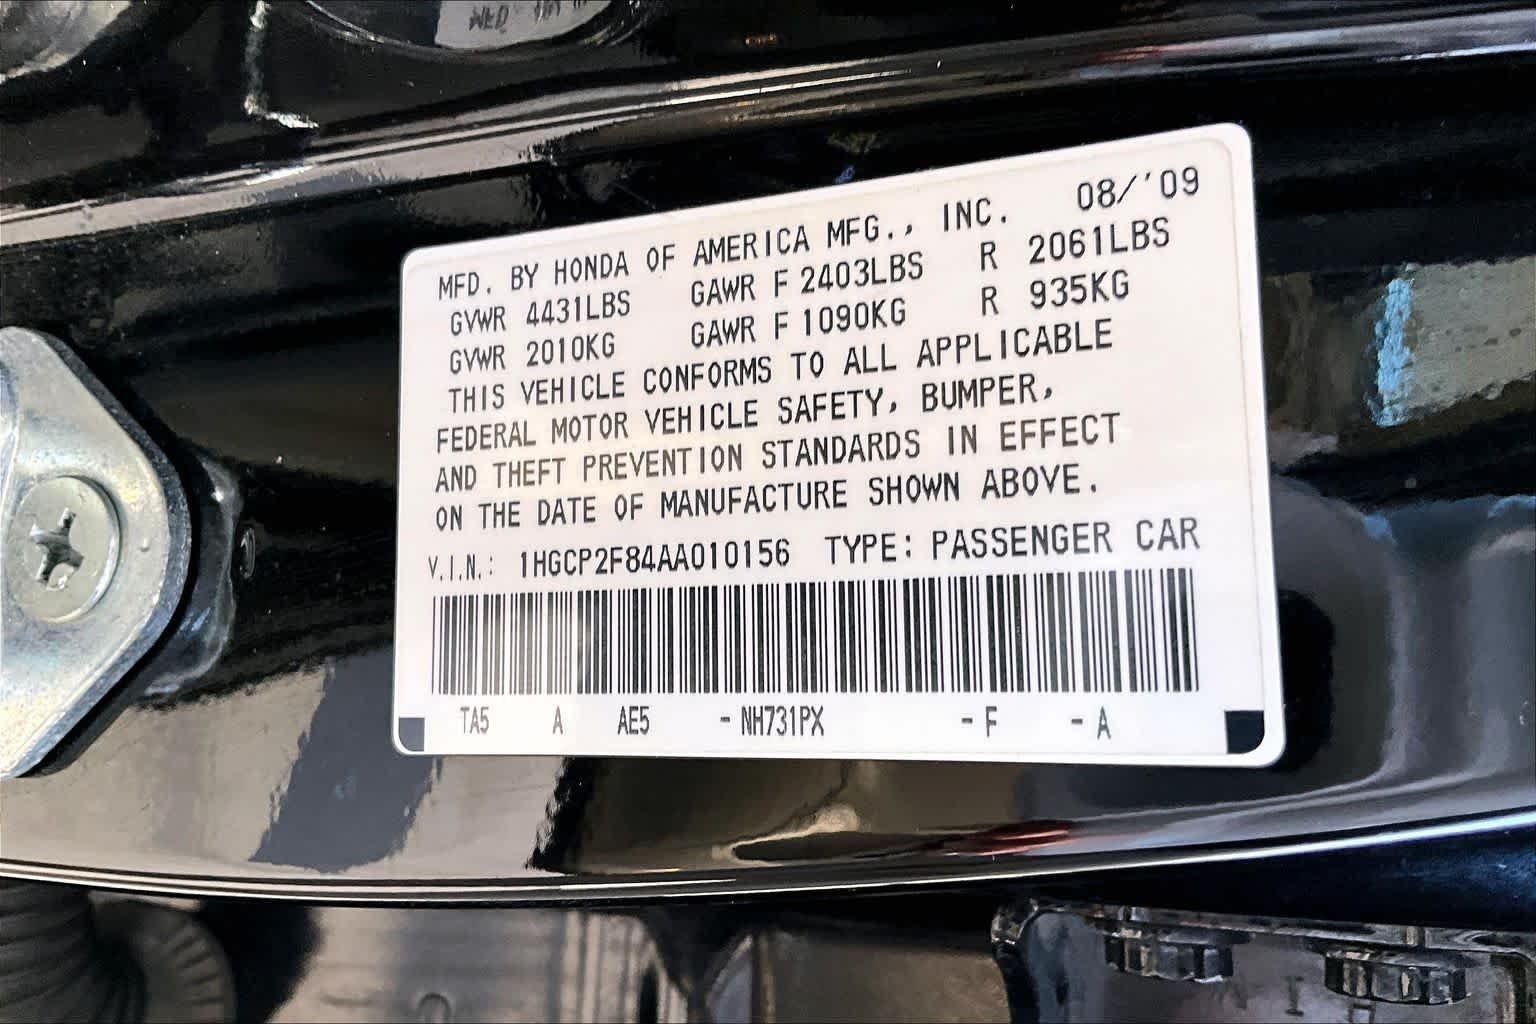 WED
MFD. BY HONDA OF AMERICA MFG., INC. 08/'09
GVWR 4431LBS GAWR F 2403LBS R 2061LBS
GVWR 2010KG GAWR F 1090KG R 935KG
THIS VEHICLE CONFORMS TO ALL APPLICABLE
FEDERAL MOTOR VEHICLE SAFETY, BUMPER,
AND THEFT PREVENTION STANDARDS IN EFFECT
ON THE DATE OF MANUFACTURE SHOWN ABOVE.
V.I.N.: 1HGCP2F84AA010156 TYPE: PASSENGER CAR
TA5 A AE5 - NH731PX - F - A